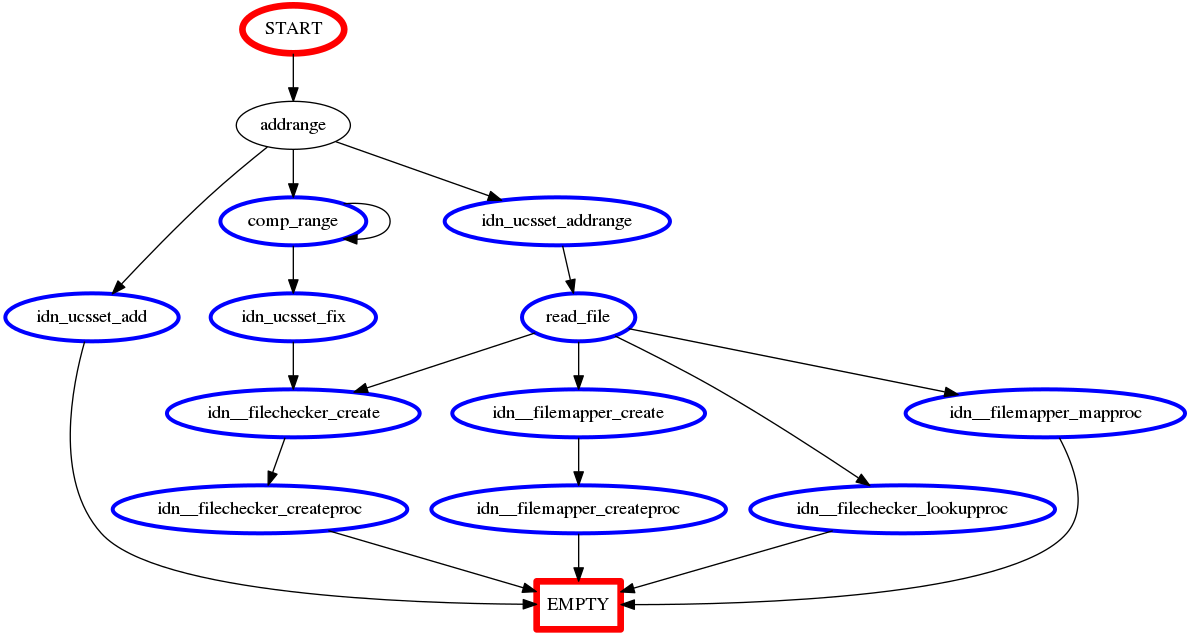 START
addrange
comp_range
idn_ucsset_addrange
idn_ucsset_add
idn_ucsset_fix
read_file
idn__filechecker_create
idn__filemapper_create
idn__filemapper_mapproc
idn__filechecker_createproc
idn__filemapper_createproc
idn__filechecker_lookupproc
EMPTY